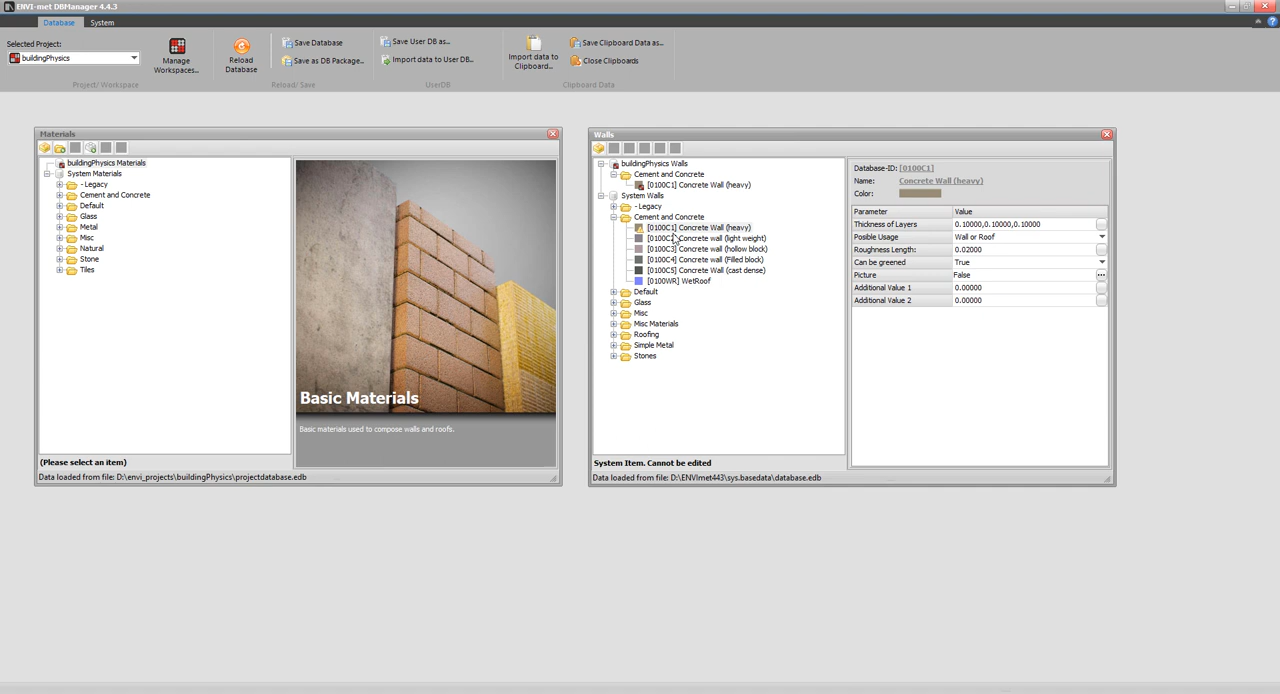 ENVI-met DBManager 4.4.3
Database System
Selected Project:
buildingPhysics
Manage
Workspaces...
Reload
Database
Save Database
Save as DB Package...
Save User DB as...
Import data to User DB...
Import data to
Clipboard...
Save Clipboard Data as...
Close Clipboards
Project/ Workspace
Reload/ Save
UserDB
Clipboard Data
Materials
buildingPhysics Materials
System Materials
- Legacy
Cement and Concrete
Default
Glass
Metal
Misc
Natural
Stone
Tiles
Basic Materials
Basic materials used to compose walls and roofs.
(Please select an item)
Data loaded from file: D:\envi_projects\buildingPhysics\projectdatabase.edb
Walls
buildingPhysics Walls
Cement and Concrete
[0100C1] Concrete Wall (heavy)
System Walls
- Legacy
Cement and Concrete
[0100C1] Concrete Wall (heavy)
[0100C2] Concrete wall (light weight)
[0100C3] Concrete wall (hollow block)
[0100C4] Concrete wall (Filled block)
[0100C5] Concrete Wall (cast dense)
[0100WR] WetRoof
Default
Glass
Misc
Misc Materials
Roofing
Simple Metal
Stones
Database-ID: [0100C1]
Name: Concrete Wall (heavy)
Color:
Parameter Value
Thickness of Layers 0.10000,0.10000,0.10000
Posible Usage Wall or Roof
Roughness Length: 0.02000
Can be greened True
Picture False
Additional Value 1 0.00000
Additional Value 2 0.00000
System Item. Cannot be edited
Data loaded from file: D:\ENVImet443\sys.basedata\database.edb